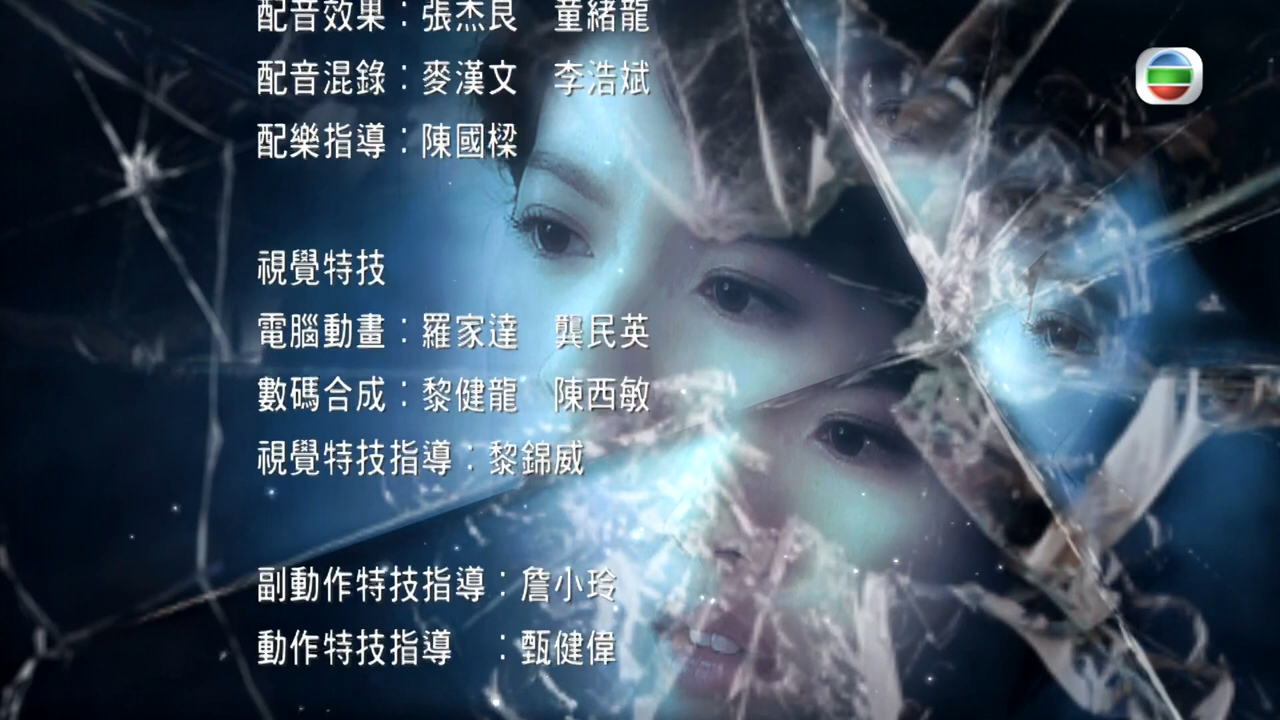 配音效果：張杰良　童緒龍
配音混錄：麥漢文　李浩斌
配樂指導：陳國樑
視覺特技
電腦動畫：羅家達　龔民英
數碼合成：黎健龍　陳西敏
視覺特技指導：黎錦威
副動作特技指導：詹小玲
動作特技指導　：甄健偉